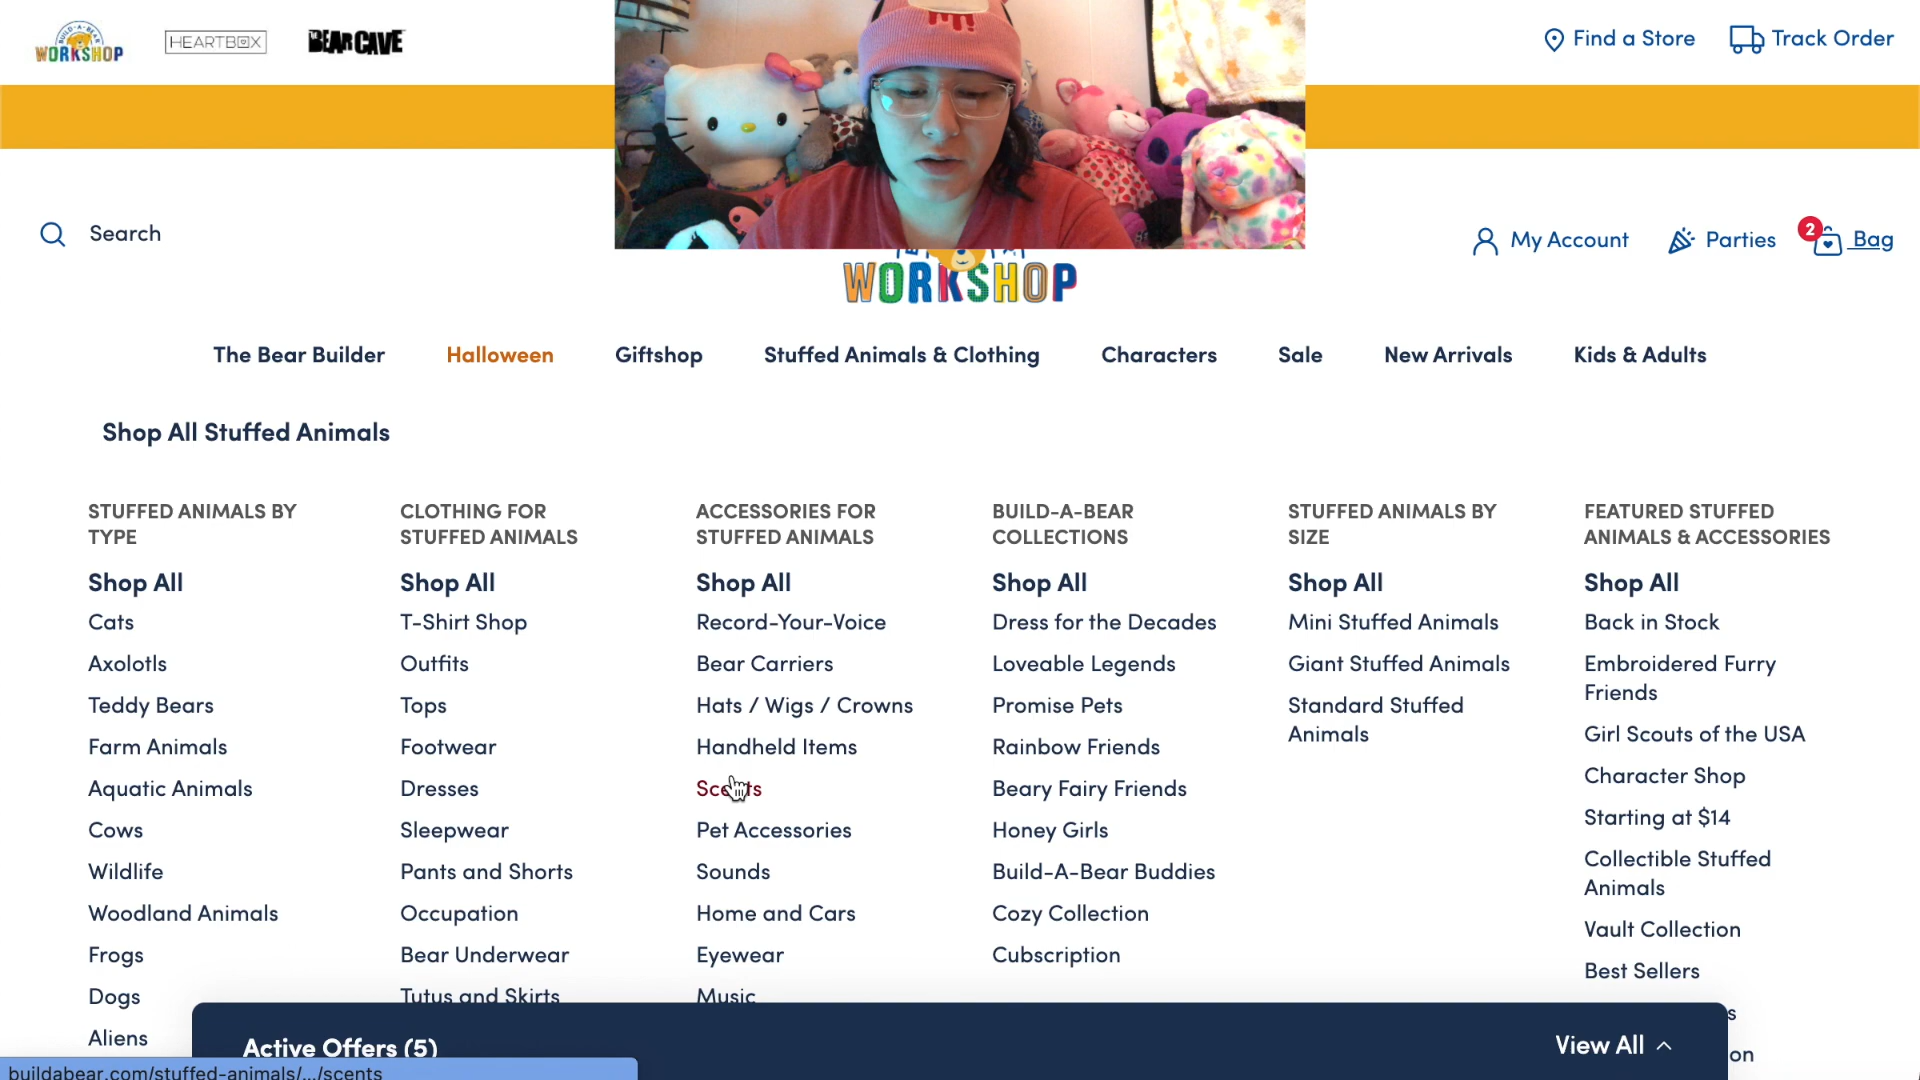 BUILD-A-BEAR
WORKSHOP
HEARTBOX
THE BEAR CAVE
Find a Store
Track Order
Search
My Account
Parties
2
Bag
WORKSHOP
The Bear Builder
Halloween
Giftshop
Stuffed Animals & Clothing
Characters
Sale
New Arrivals
Kids & Adults
Shop All Stuffed Animals
STUFFED ANIMALS BY
TYPE
Shop All
Cats
Axolotls
Teddy Bears
Farm Animals
Aquatic Animals
Cows
Wildlife
Woodland Animals
Frogs
Dogs
Aliens
CLOTHING FOR
STUFFED ANIMALS
Shop All
T-Shirt Shop
Outfits
Tops
Footwear
Dresses
Sleepwear
Pants and Shorts
Occupation
Bear Underwear
Tutus and Skirts
ACCESSORIES FOR
STUFFED ANIMALS
Shop All
Record-Your-Voice
Bear Carriers
Hats / Wigs / Crowns
Handheld Items
Scents
Pet Accessories
Sounds
Home and Cars
Eyewear
Music
BUILD-A-BEAR
COLLECTIONS
Shop All
Dress for the Decades
Loveable Legends
Promise Pets
Rainbow Friends
Beary Fairy Friends
Honey Girls
Build-A-Bear Buddies
Cozy Collection
Cubscription
STUFFED ANIMALS BY
SIZE
Shop All
Mini Stuffed Animals
Giant Stuffed Animals
Standard Stuffed
Animals
FEATURED STUFFED
ANIMALS & ACCESSORIES
Shop All
Back in Stock
Embroidered Furry
Friends
Girl Scouts of the USA
Character Shop
Starting at $14
Collectible Stuffed
Animals
Vault Collection
Best Sellers
s
on
Active Offers (5)
View All
buildabear.com/stuffed-animals/.../scents